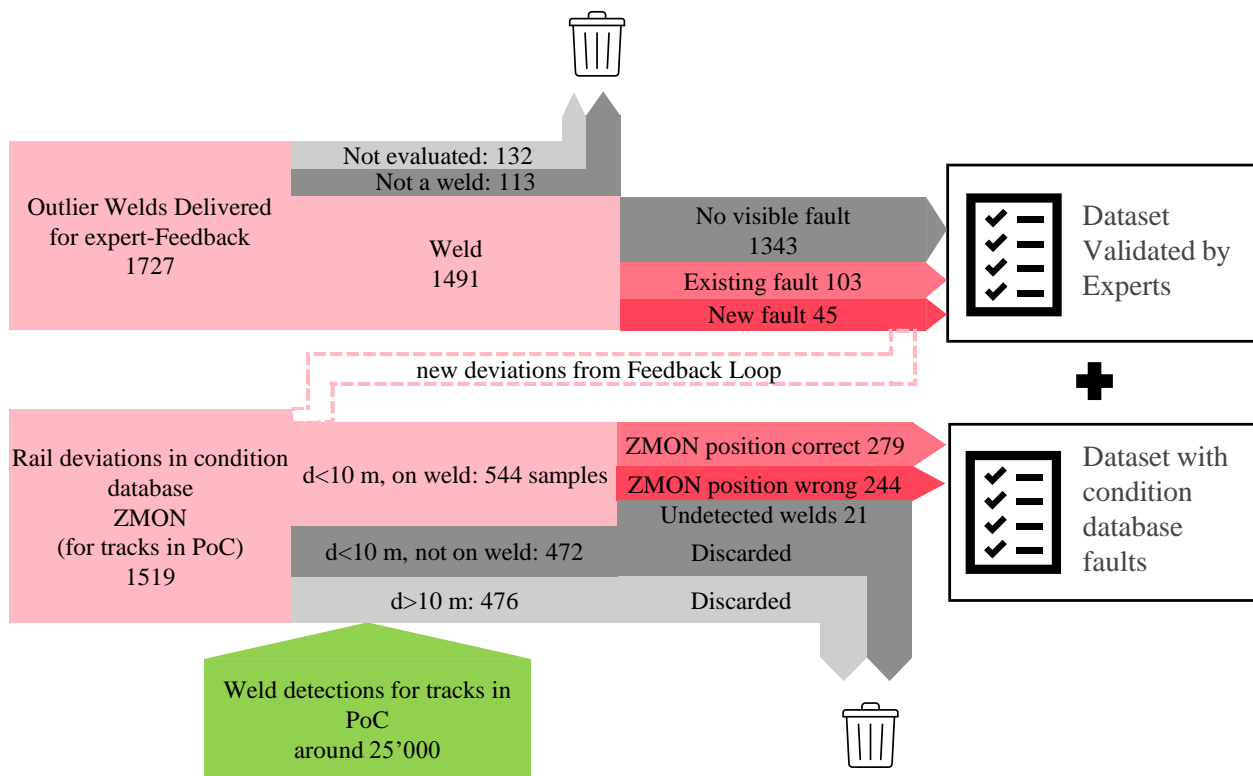 Outlier Welds Delivered
for expert-Feedback
1727
Not evaluated: 132
Not a weld: 113
Weld
1491
No visible fault
1343
Existing fault 103
New fault 45
Dataset
Validated by
Experts
new deviations from Feedback Loop
Rail deviations in condition
database
ZMON
(for tracks in PoC)
1519
d<10 m, on weld: 544 samples
d<10 m, not on weld: 472
d>10 m: 476
ZMON position correct 279
ZMON position wrong 244
Undetected welds 21
Discarded
Discarded
Dataset with
condition
database
faults
Weld detections for tracks in
PoC
around 25’000